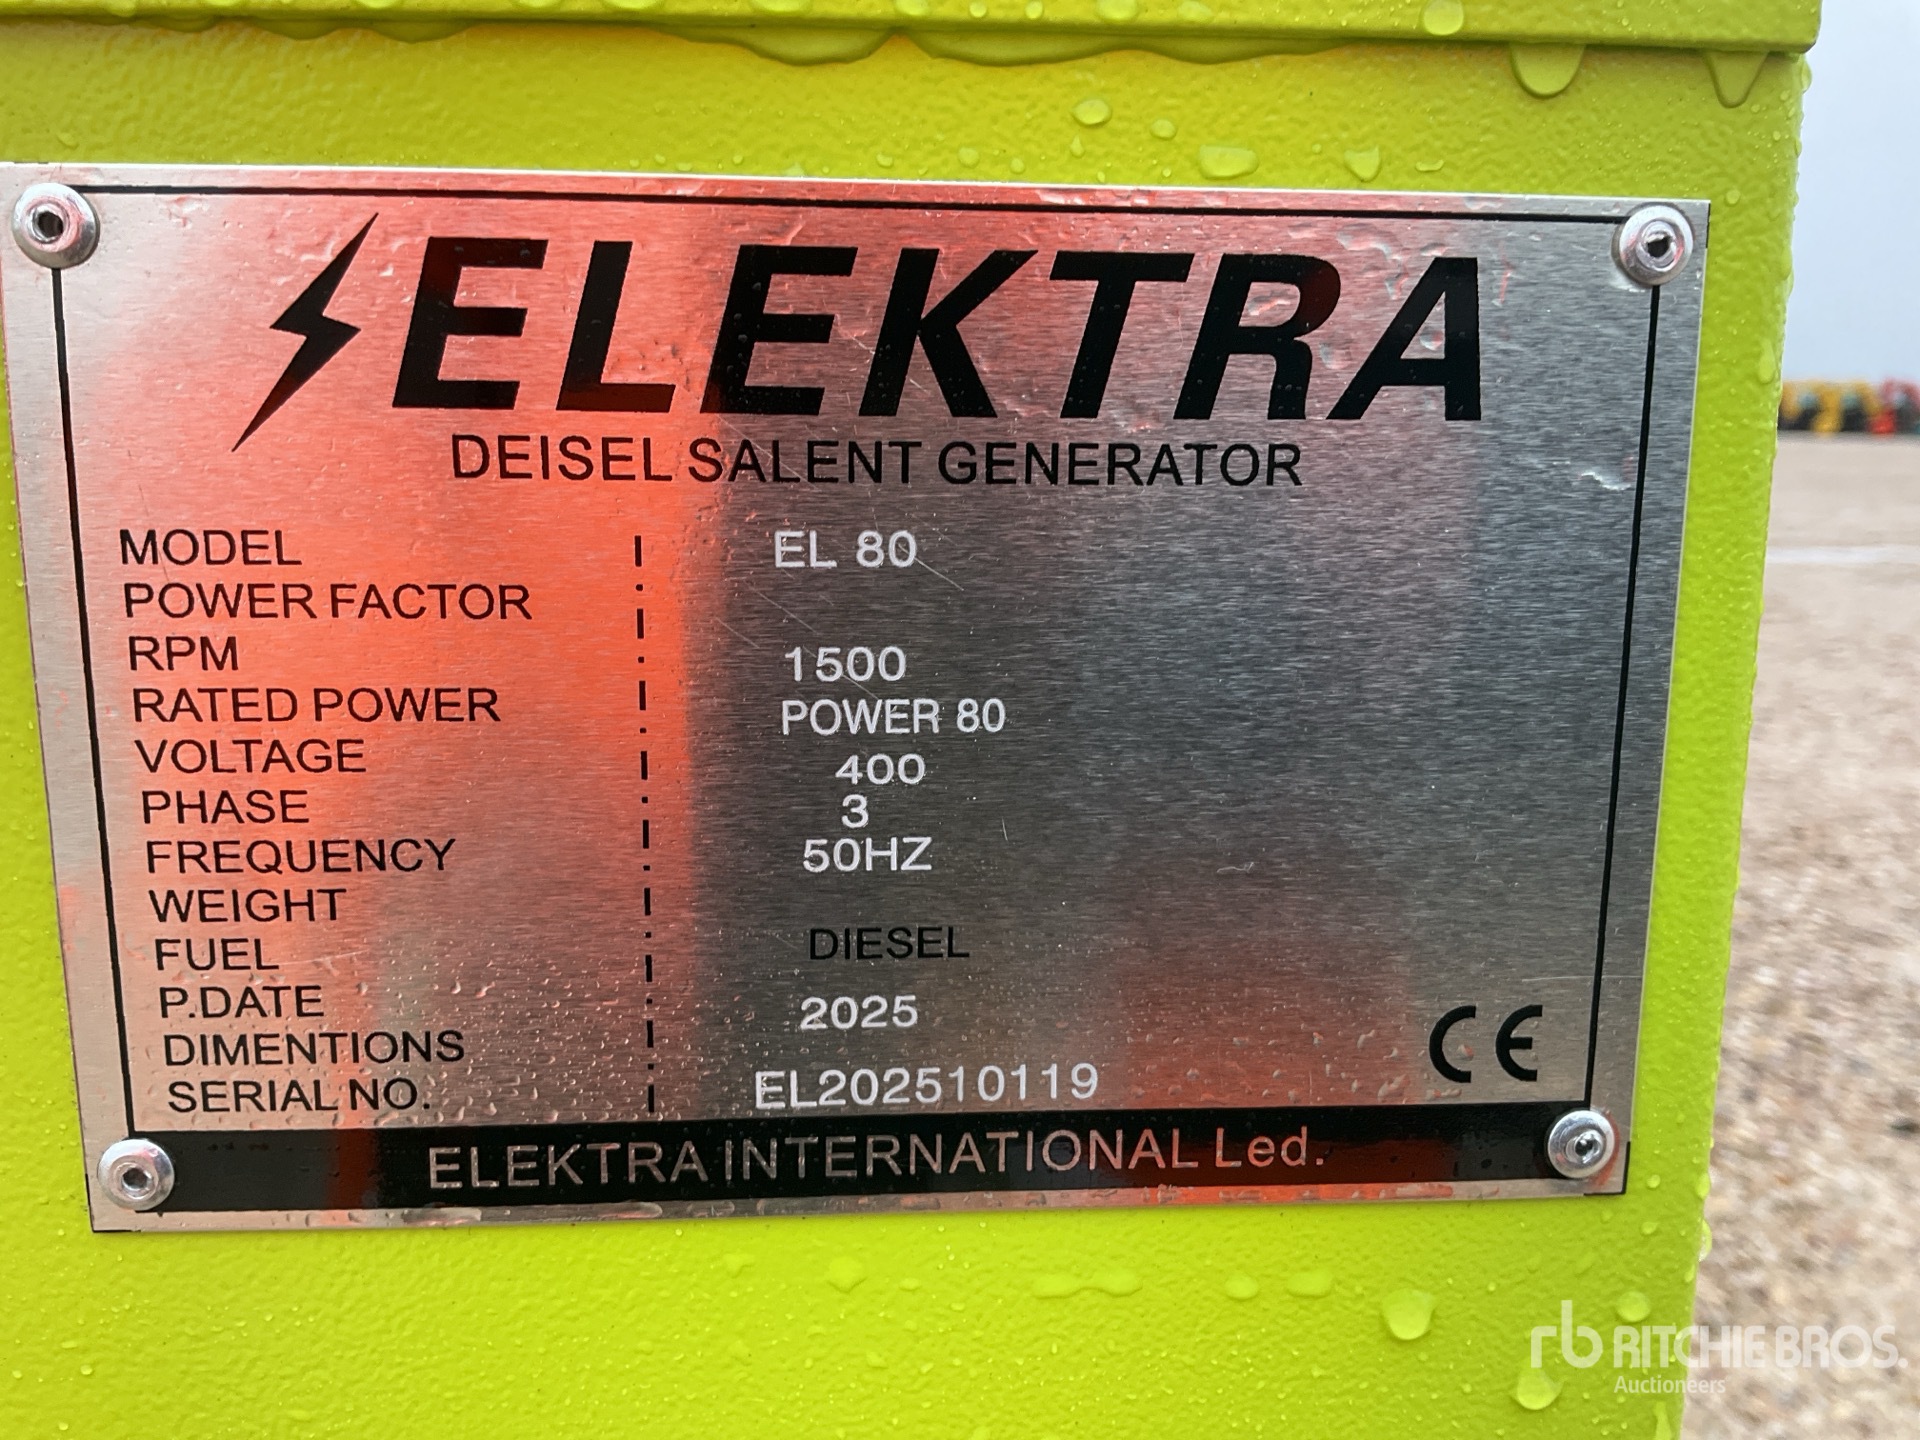 ELEKTRA
DEISEL SALENT GENERATOR
MODEL EL 80
POWER FACTOR
RPM 1500
RATED POWER POWER 80
VOLTAGE 400
PHASE 3
FREQUENCY 50HZ
WEIGHT
FUEL DIESEL
P.DATE 2025
DIMENTIONS
SERIAL NO. EL202510119
CE
ELEKTRA INTERNATIONAL Led.
rb RITCHIE BROS.
Auctioneers